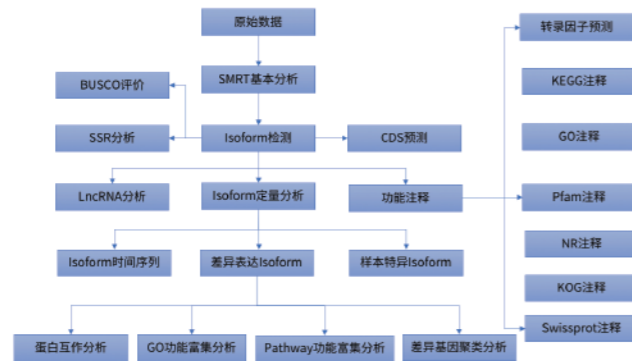 原始数据
转录因子预测
SMRT基本分析
BUSCO评价
KEGG注释
SSR分析
Isoform检测
CDS预测
GO注释
LncRNA分析
Isoform定量分析
功能注释
Pfam注释
NR注释
Isoform时间序列
差异表达Isoform
样本特异Isoform
KOG注释
Swissprot注释
蛋白互作分析
GO功能富集分析
Pathway功能富集分析
差异基因聚类分析